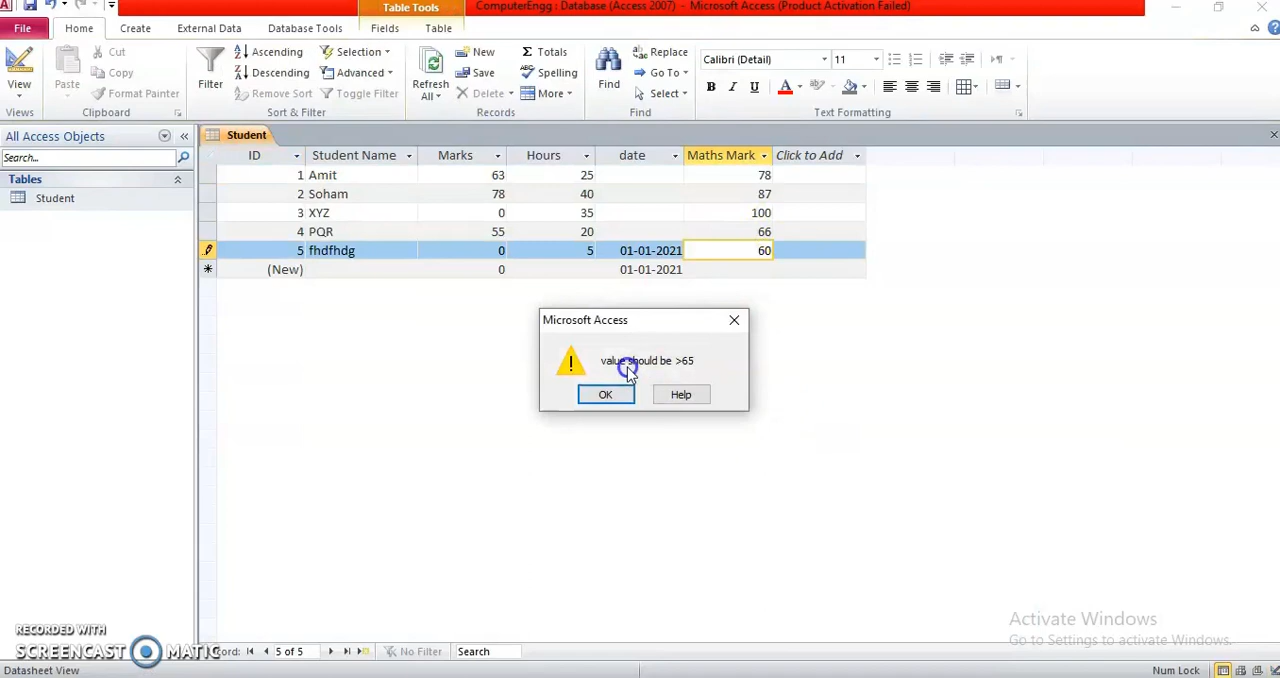 Table Tools
ComputerEngg : Database (Access 2007) - Microsoft Access (Product Activation Failed)
File Home Create External Data Database Tools Fields Table
View
Views
Paste
Cut
Copy
Format Painter
Clipboard
Filter
Ascending
Descending
Remove Sort
Selection
Advanced
Toggle Filter
Sort & Filter
Refresh All
New
Save
Delete
Totals
Spelling
More
Records
Find
Replace
Go To
Select
Find
Calibri (Detail) 11
B I U A
Text Formatting
All Access Objects
Search...
Tables
Student
Student
ID Student Name Marks Hours date Maths Mark Click to Add
1 Amit 63 25 78
2 Soham 78 40 87
3 XYZ 0 35 100
4 PQR 55 20 66
5 fhdfhdg 0 5 01-01-2021 60
(New) 0 01-01-2021
Microsoft Access
value should be >65
OK Help
Activate Windows
Go to Settings to activate Windows.
RECORDED WITH
SCREENCAST MATIC
cord: 5 of 5 No Filter Search
Datasheet View Num Lock